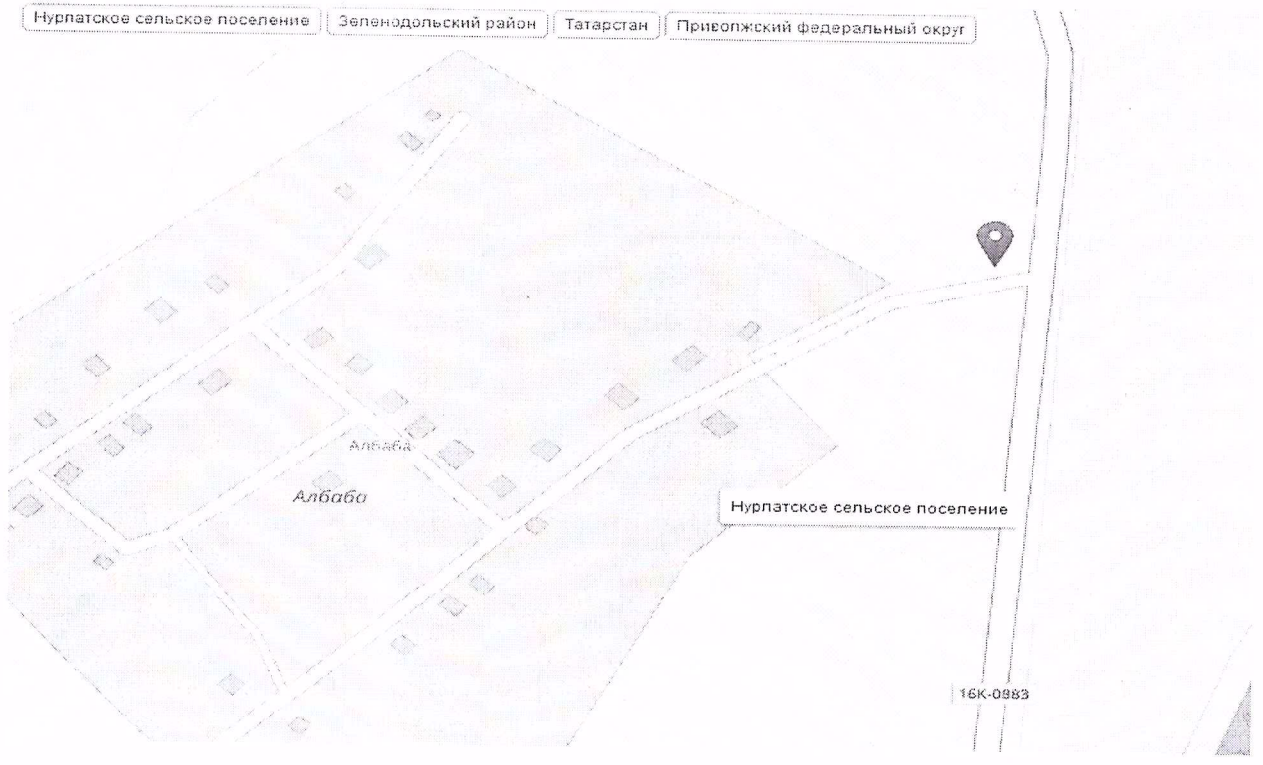 Нурлатское сельское поселение Зеленодольский район Татарстан Приволжский федеральный округ
Албаба
Албаба
Нурлатское сельское поселение
16К-0983